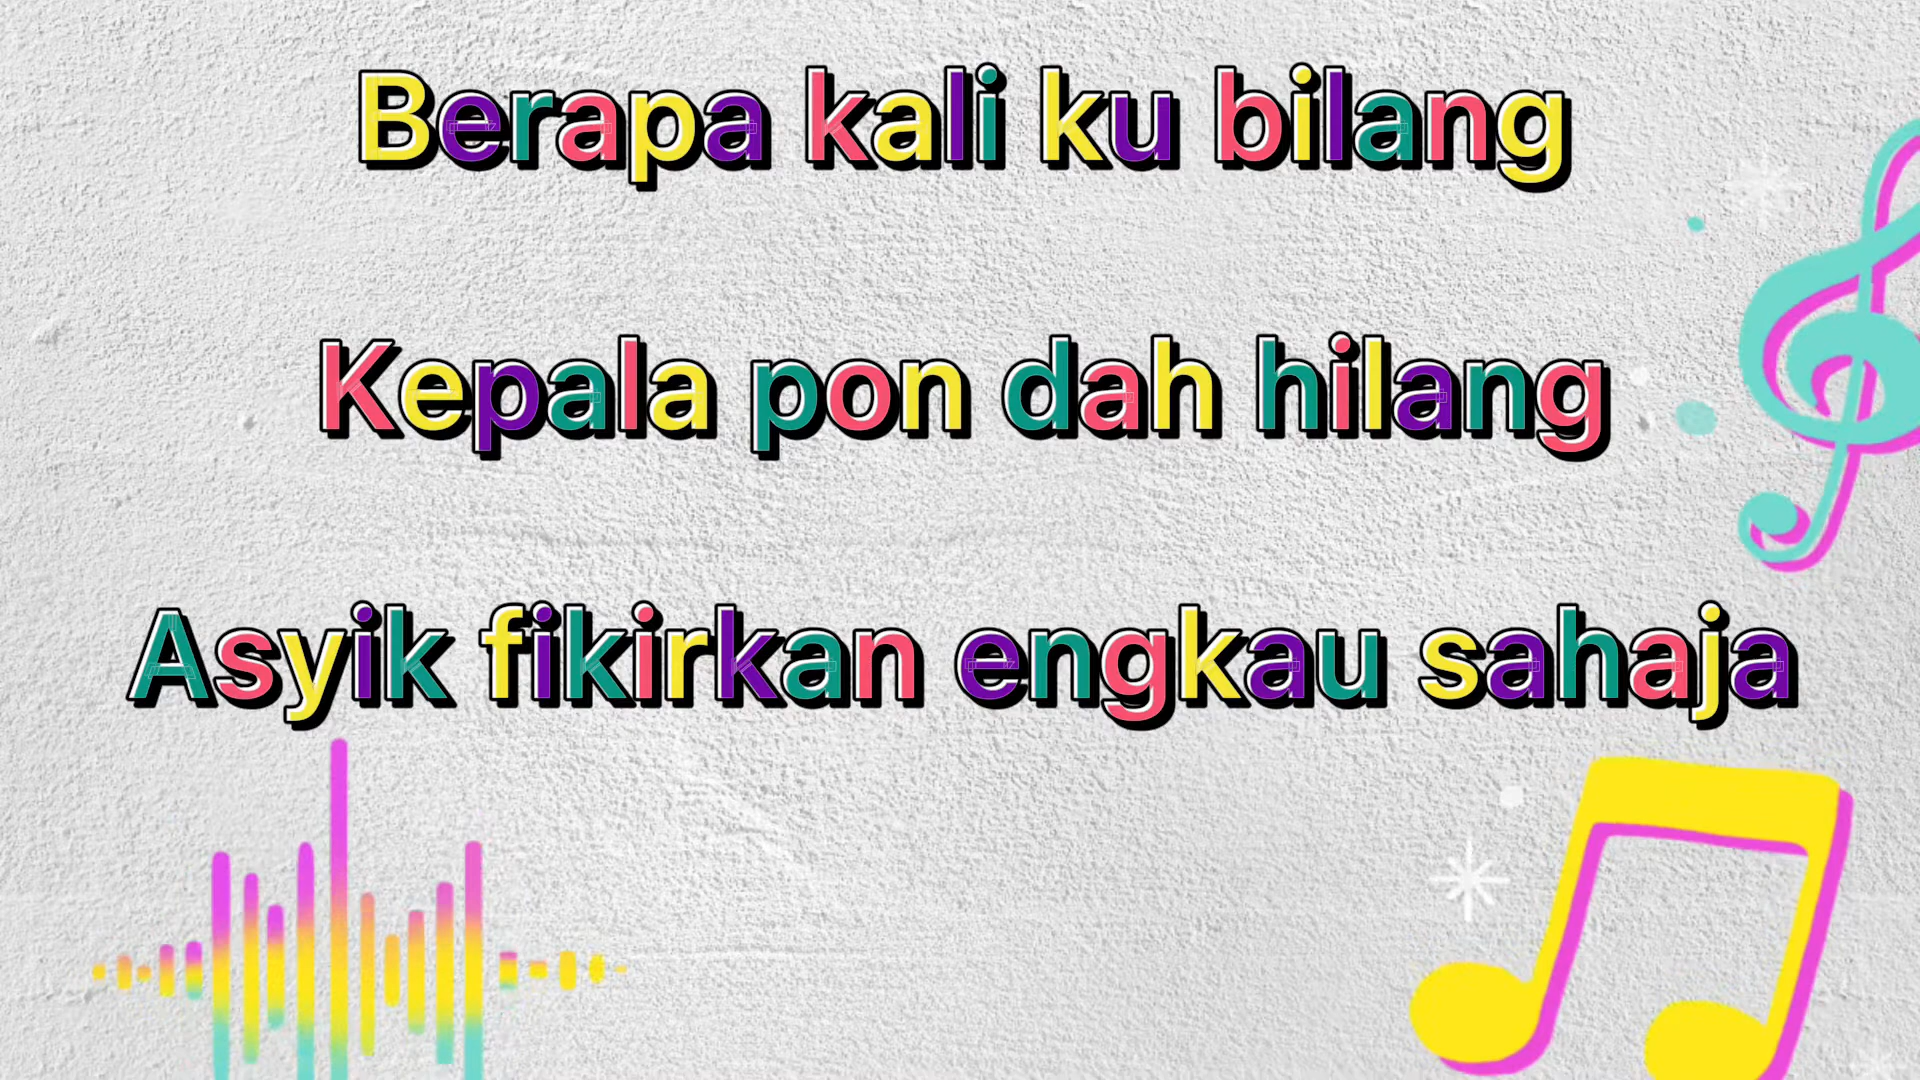 Berapa kali ku bilang
Kepala pon dah hilang
Asyik fikirkan engkau sahaja